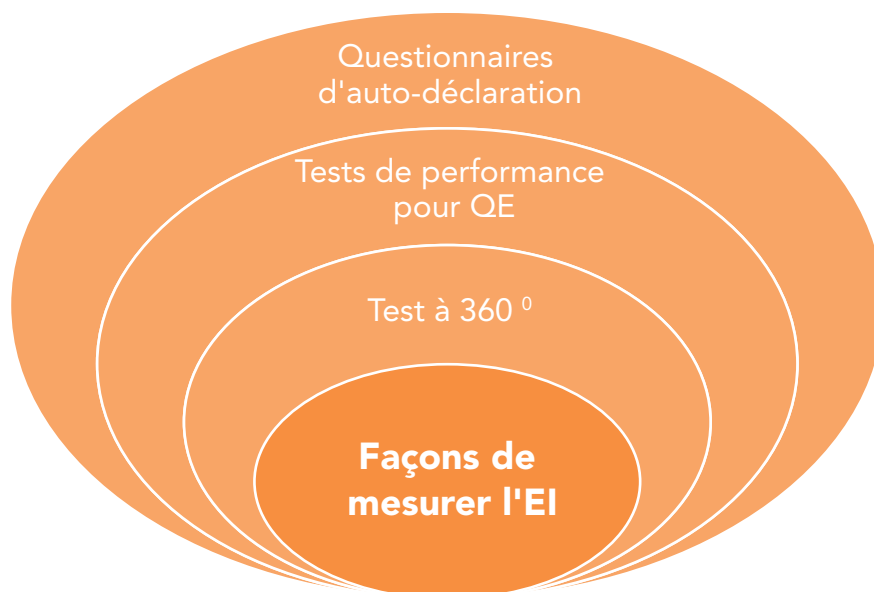 Questionnaires
d'auto-déclaration
Tests de performance
pour QE
Test à 360 ⁰
Façons de
mesurer l'EI